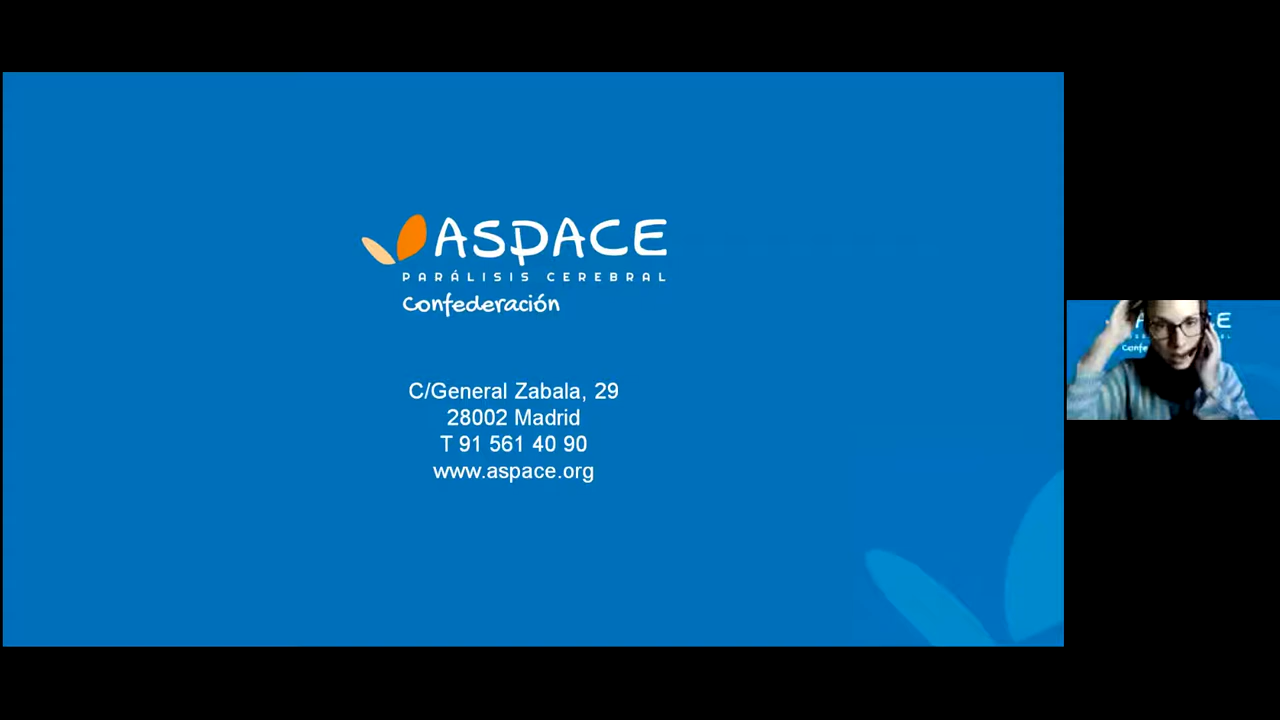 ASPACE
PARÁLISIS CEREBRAL
Confederación
C/General Zabala, 29
28002 Madrid
T 91 561 40 90
www.aspace.org